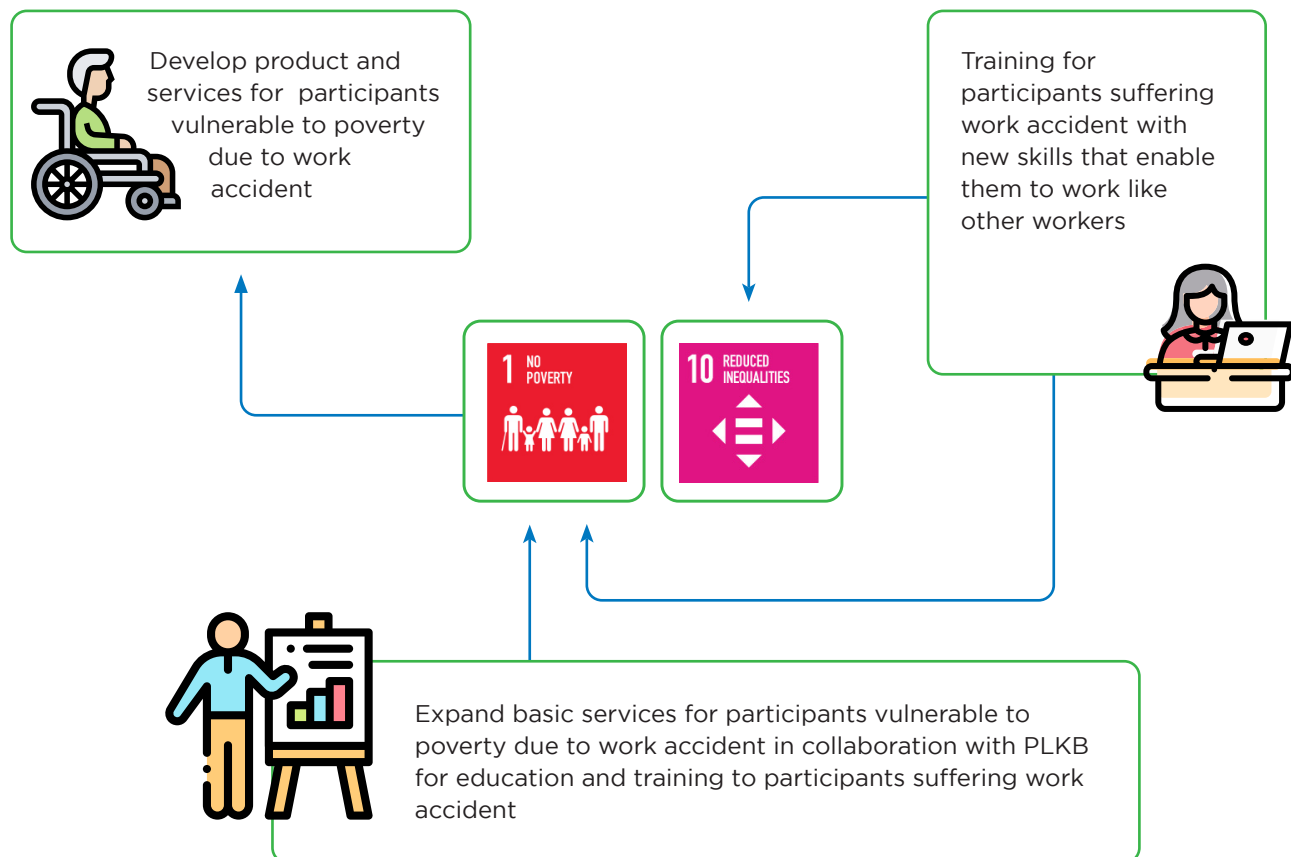 Develop product and
services for participants
vulnerable to poverty
due to work
accident
Training for
participants suffering
work accident with
new skills that enable
them to work like
other workers
1 NO
POVERTY
10 REDUCED
INEQUALITIES
Expand basic services for participants vulnerable to
poverty due to work accident in collaboration with PLKB
for education and training to participants suffering work
accident